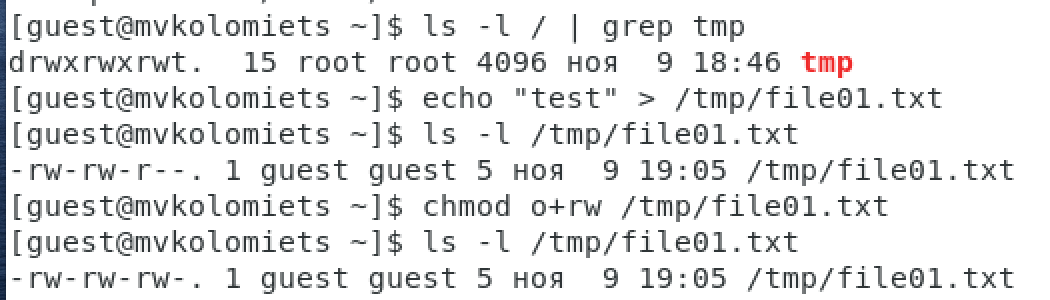 [guest@mvkolomiets ~]$ ls -l / | grep tmp
drwxrwxrwt.  15 root root 4096 ноя  9 18:46 tmp
[guest@mvkolomiets ~]$ echo "test" > /tmp/file01.txt
[guest@mvkolomiets ~]$ ls -l /tmp/file01.txt
-rw-rw-r--. 1 guest guest 5 ноя  9 19:05 /tmp/file01.txt
[guest@mvkolomiets ~]$ chmod o+rw /tmp/file01.txt
[guest@mvkolomiets ~]$ ls -l /tmp/file01.txt
-rw-rw-rw-. 1 guest guest 5 ноя  9 19:05 /tmp/file01.txt